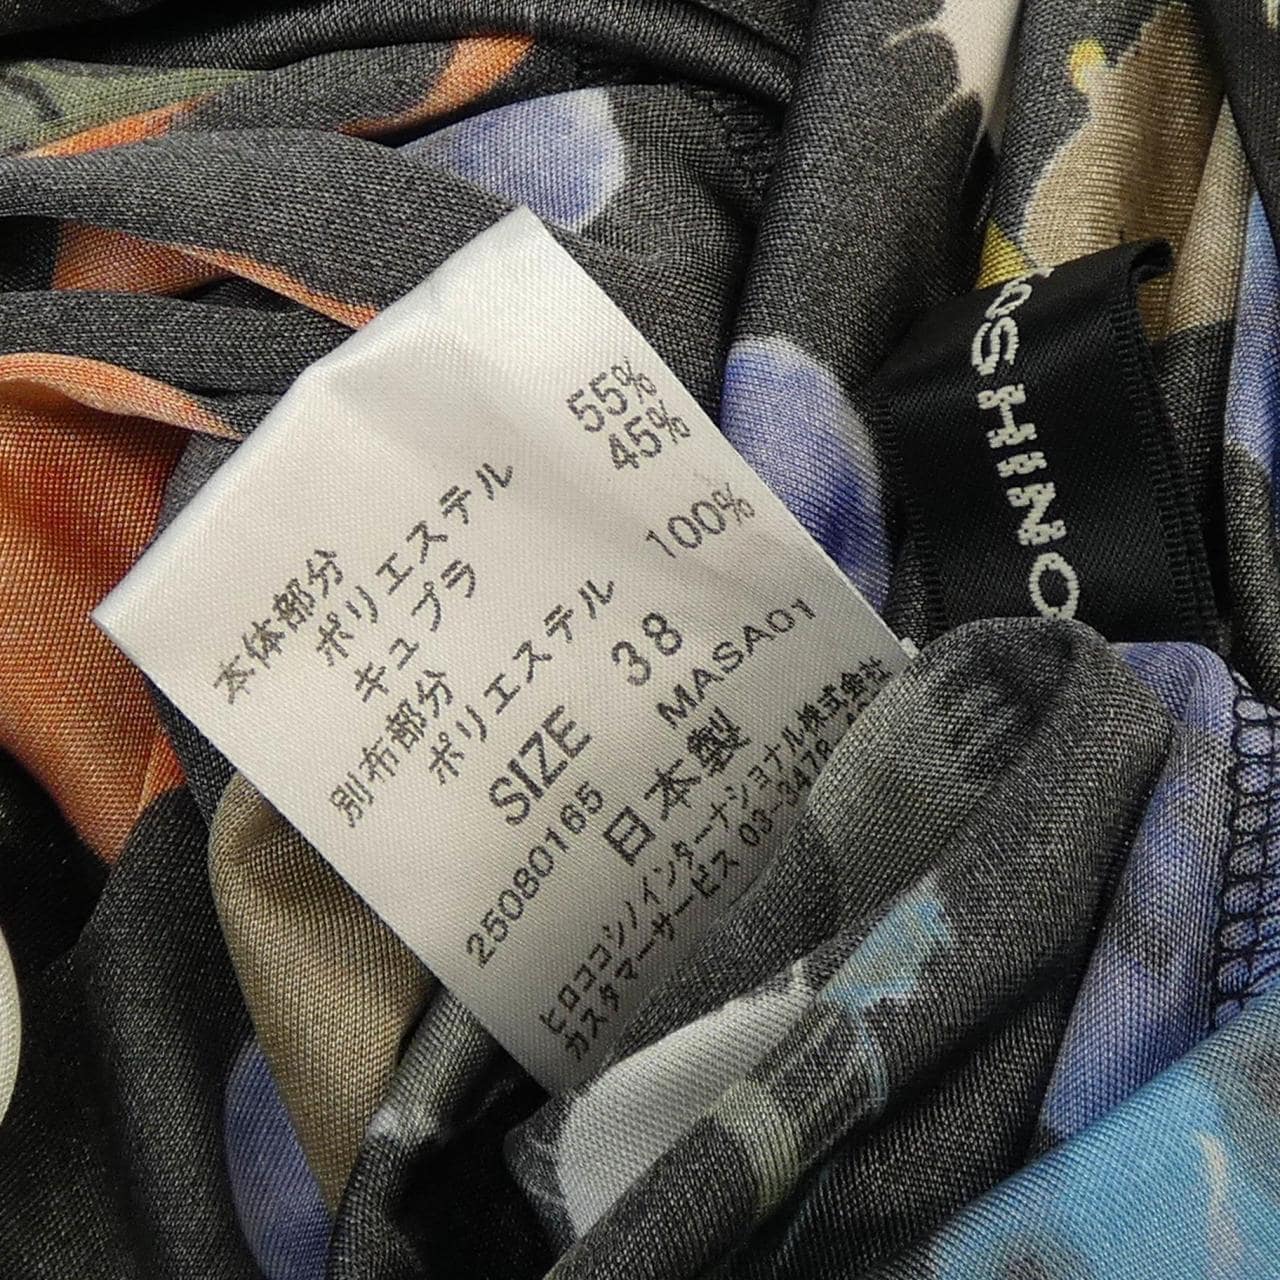 本体部分
ポリエステル 55%
キュプラ 45%
別布部分
ポリエステル 100%
SIZE 38
25080165 MASA01
日本製
ヒロココシノインターナショナル株式会社
カスタマーサービス 03-3478
OSHINO